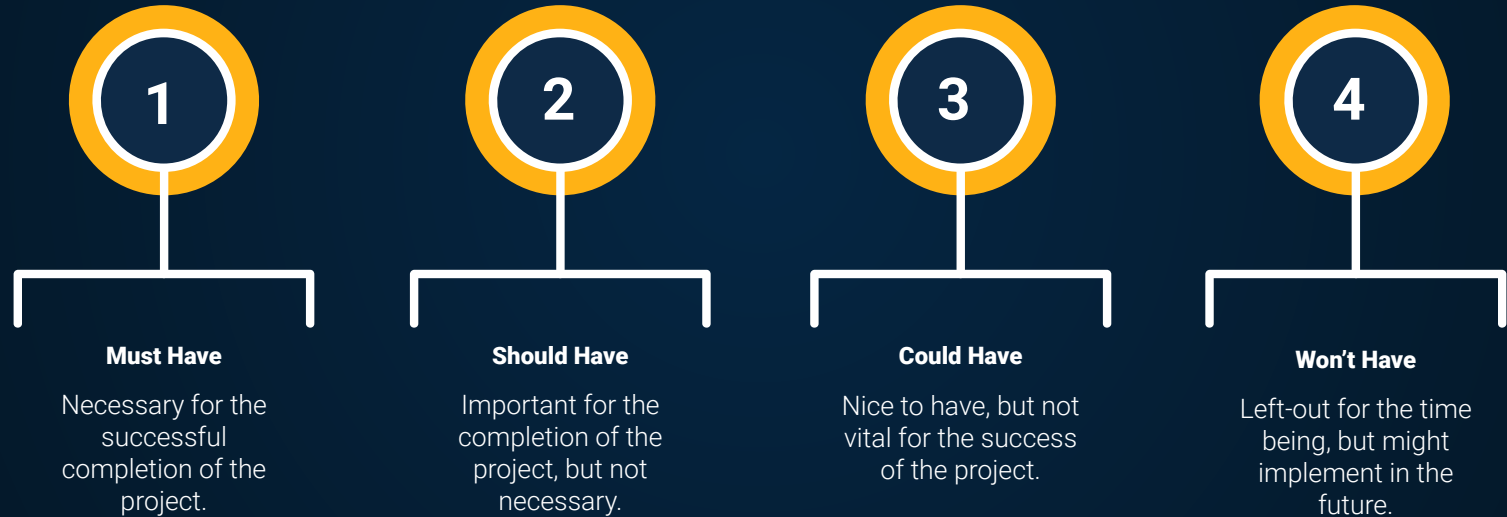 1
Must Have
Necessary for the
successful
completion of the
project.
2
Should Have
Important for the
completion of the
project, but not
necessary.
3
Could Have
Nice to have, but not
vital for the success
of the project.
4
Won’t Have
Left-out for the time
being, but might
implement in the
future.